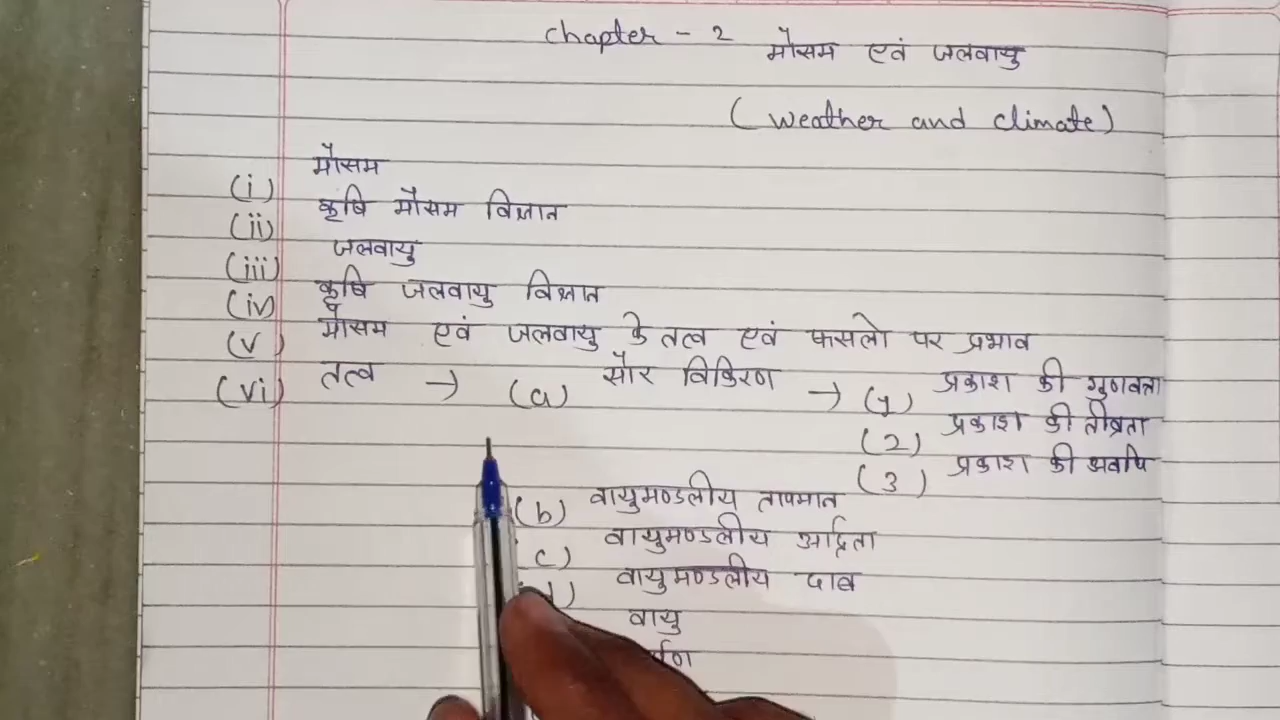 Chapter - 2 मौसम एवं जलवायु
(Weather and climate)
(i) मौसम
(ii) कृषि मौसम विज्ञान
(iii) जलवायु
(iv) कृषि जलवायु विज्ञान
(v) मौसम एवं जलवायु के तत्व एवं फसलो पर प्रभाव
(vi) तत्व → (a) सौर विकिरण → (1) प्रकाश की गुणवत्ता
(2) प्रकाश की तीव्रता
(3) प्रकाश की अवधि
(b) वायुमण्डलीय तापमान
(c) वायुमण्डलीय आद्रिता
(d) वायुमण्डलीय दाब
वायु